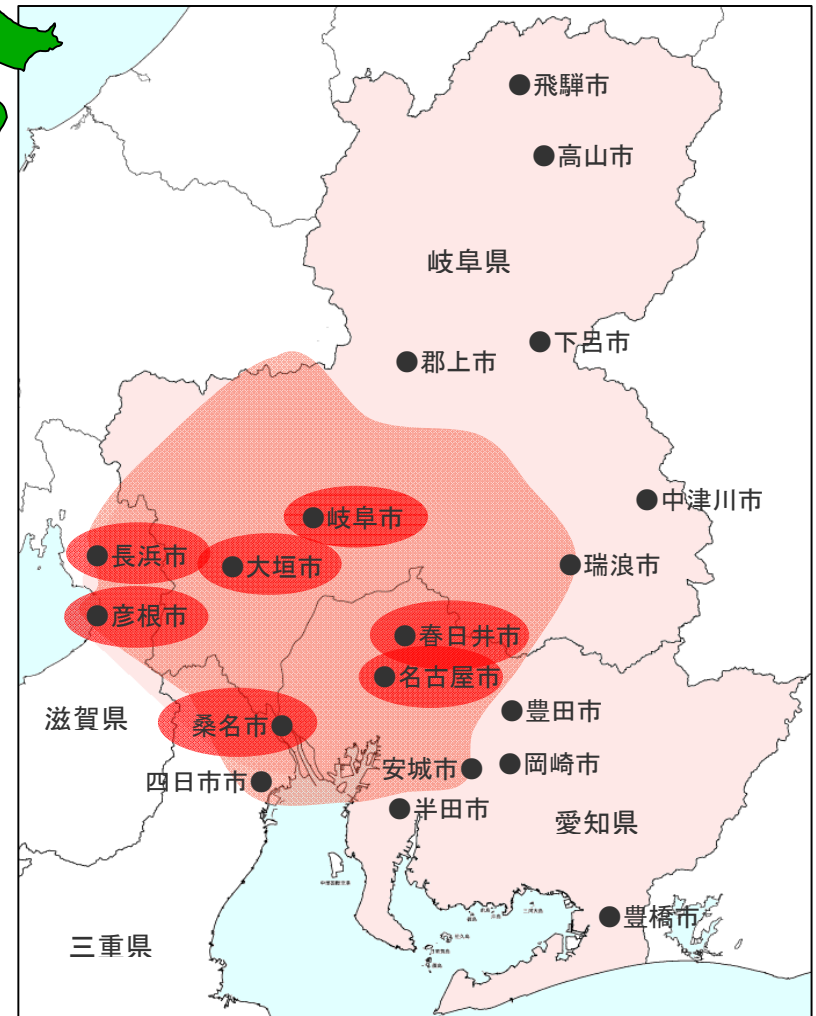 飛騨市
高山市
岐阜県
下呂市
郡上市
中津川市
岐阜市
長浜市
大垣市
瑞浪市
彦根市
春日井市
名古屋市
滋賀県
桑名市
豊田市
四日市市
安城市
岡崎市
半田市
愛知県
豊橋市
三重県